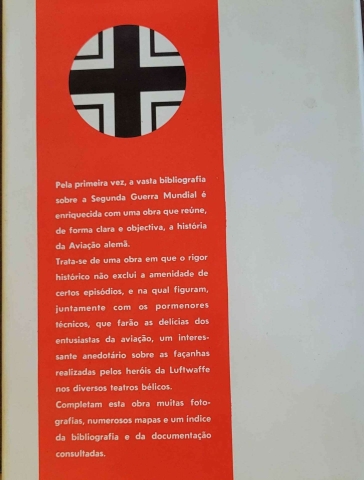 Pela primeira vez, a vasta bibliografia
sobre a Segunda Guerra Mundial é
enriquecida com uma obra que reúne,
de forma clara e objectiva, a história
da Aviação alemã.
Trata-se de uma obra em que o rigor
histórico não exclui a amenidade de
certos episódios, e na qual figuram,
juntamente com os pormenores
técnicos, que farão as delícias dos
entusiastas da aviação, um interes-
sante anedotário sobre as façanhas
realizadas pelos heróis da Luftwaffe
nos diversos teatros bélicos.
Completam esta obra muitas foto-
grafias, numerosos mapas e um índice
da bibliografia e da documentação
consultadas.